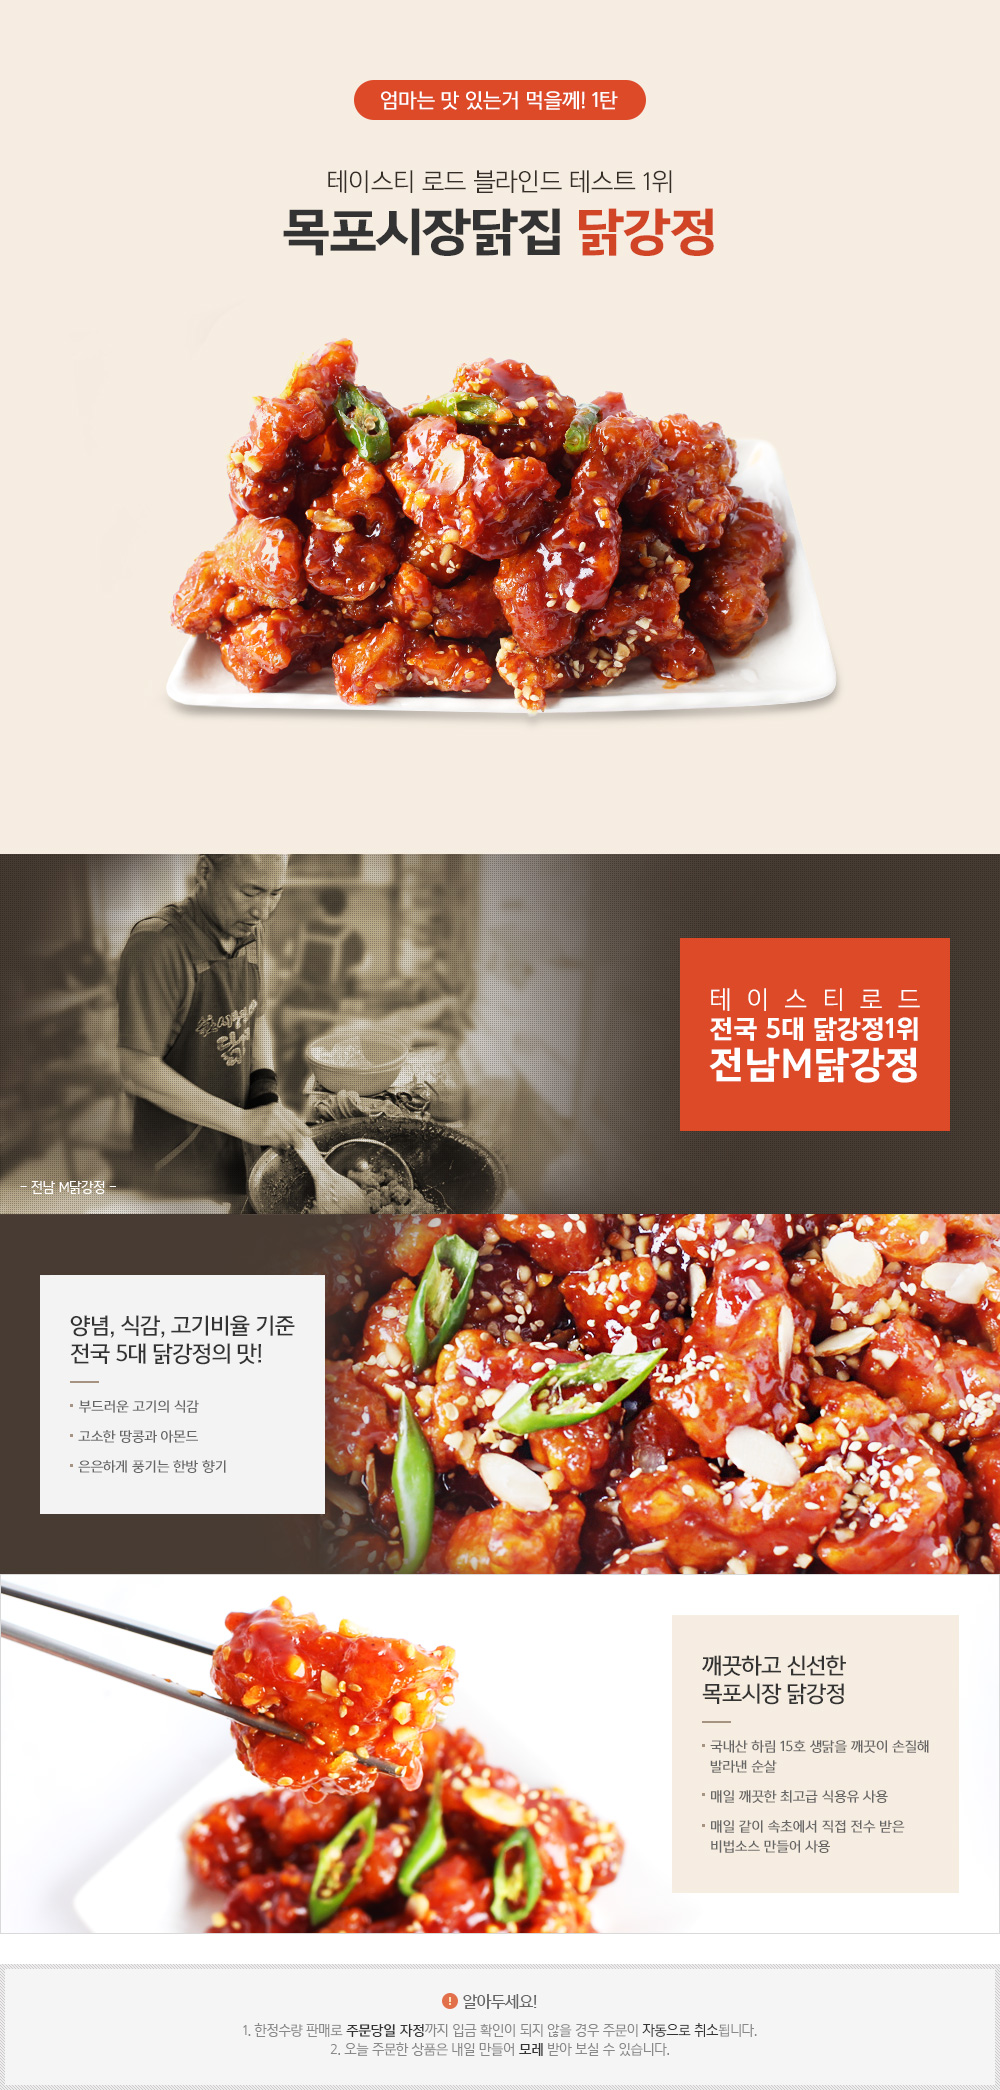 엄마는 맛 있는거 먹을께! 1탄
테이스티 로드 블라인드 테스트 1위
목포시장닭집 닭강정
테이스티로드
전국 5대 닭강정1위
전남M닭강정
- 전남 M닭강정 -
양념, 식감, 고기비율 기준
전국 5대 닭강정의 맛!
· 부드러운 고기의 식감
· 고소한 땅콩과 아몬드
· 은은하게 풍기는 한방 향기
깨끗하고 신선한
목포시장 닭강정
· 국내산 하림 15호 생닭을 깨끗이 손질해
발라낸 순살
· 매일 깨끗한 최고급 식용유 사용
· 매일 같이 속초에서 직접 전수 받은
비법소스 만들어 사용
! 알아두세요!
1. 한정수량 판매로 주문당일 자정까지 입금 확인이 되지 않을 경우 주문이 자동으로 취소됩니다.
2. 오늘 주문한 상품은 내일 만들어 모레 받아 보실 수 있습니다.